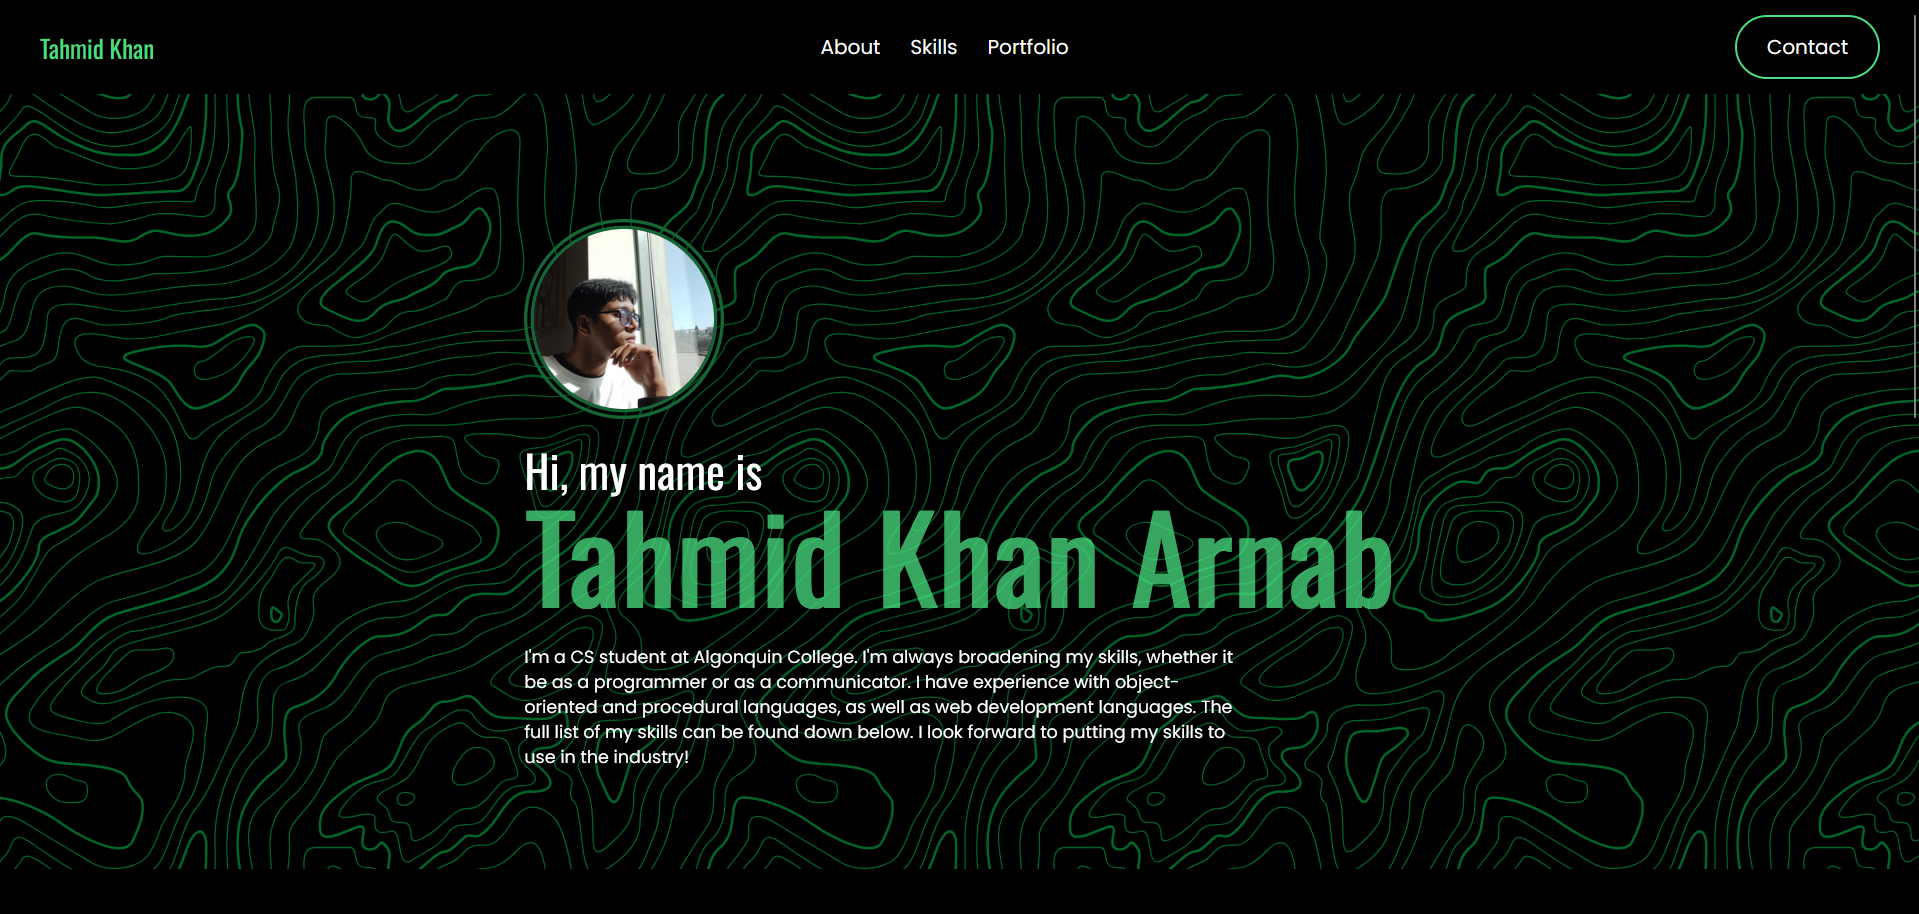 Tahmid Khan
About Skills Portfolio
Contact
Hi, my name is
Tahmid Khan Arnab
I'm a CS student at Algonquin College. I'm always broadening my skills, whether it
be as a programmer or as a communicator. I have experience with object-
oriented and procedural languages, as well as web development languages. The
full list of my skills can be found down below. I look forward to putting my skills to
use in the industry!